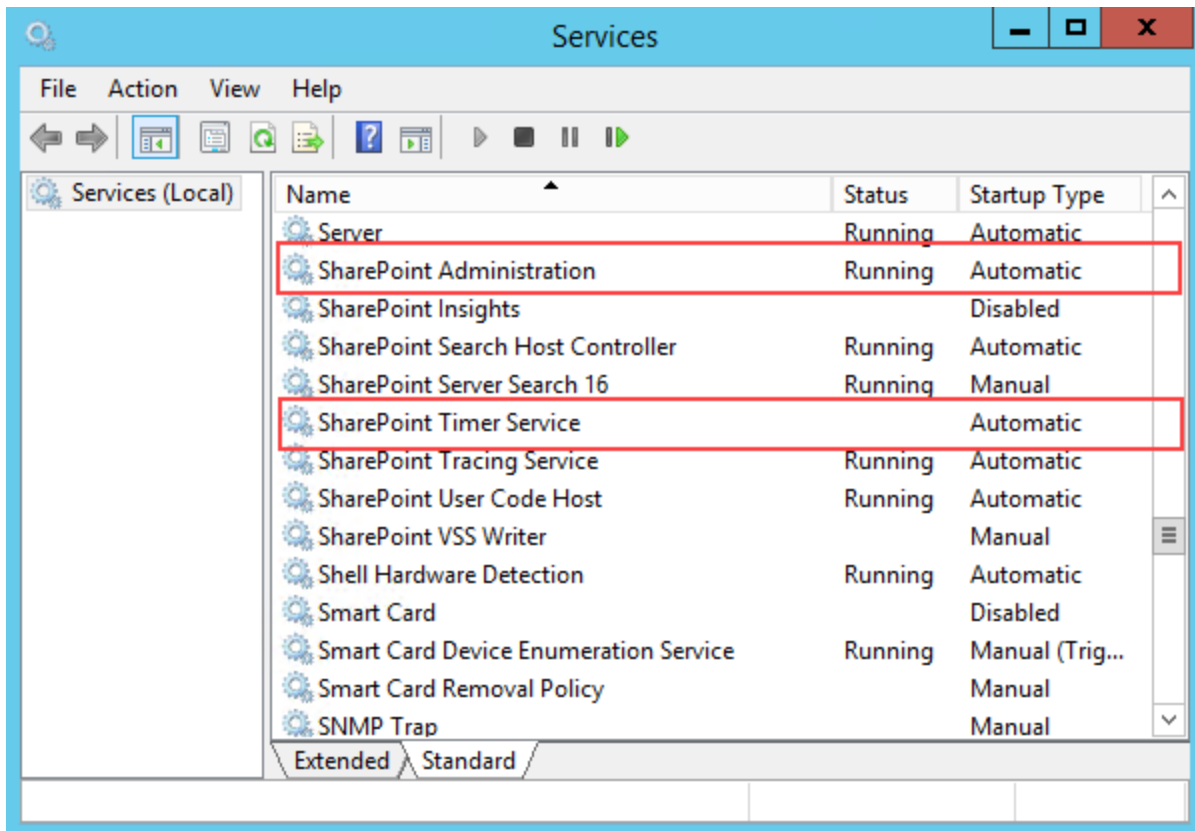 Services
File Action View Help
Services (Local)
Name Status Startup Type
Server Running Automatic
SharePoint Administration Running Automatic
SharePoint Insights Disabled
SharePoint Search Host Controller Running Automatic
SharePoint Server Search 16 Running Manual
SharePoint Timer Service Automatic
SharePoint Tracing Service Running Automatic
SharePoint User Code Host Running Automatic
SharePoint VSS Writer Manual
Shell Hardware Detection Running Automatic
Smart Card Disabled
Smart Card Device Enumeration Service Running Manual (Trig...
Smart Card Removal Policy Manual
SNMP Trap Manual
Extended Standard